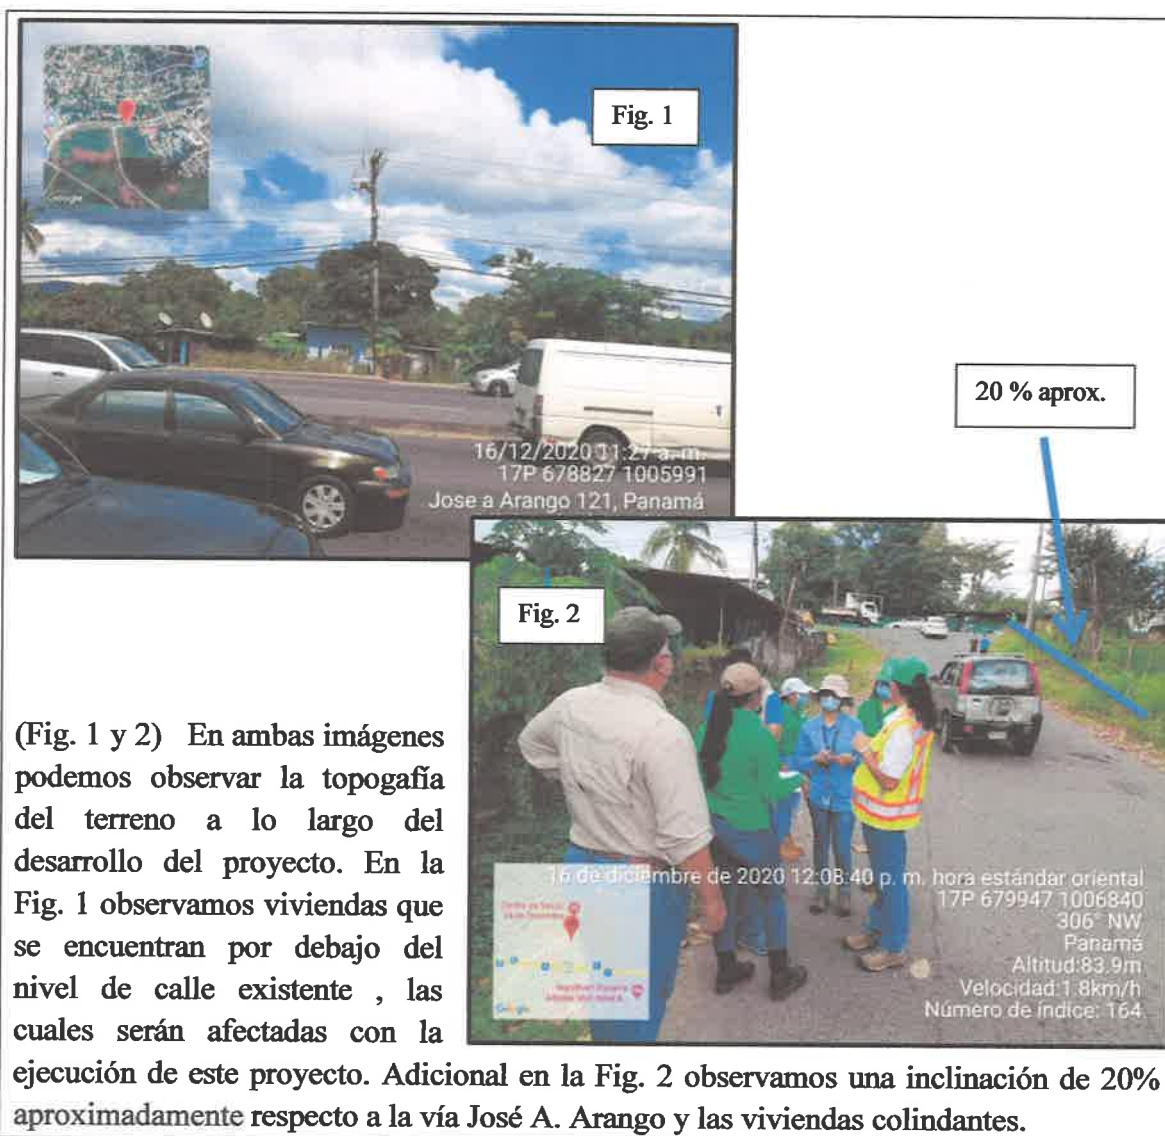 Fig. 1
Google
16/12/2020 11:27 a. m.
17P 678827 1005991
Jose a Arango 121, Panamá
20 % aprox.
Fig. 2
16 de diciembre de 2020 12:08:40 p. m. hora estándar oriental
17P 679947 1006840
306° NW
Panamá
Altitud:83.9m
Velocidad:1.8km/h
Número de índice: 164
Google
(Fig. 1 y 2) En ambas imágenes
podemos observar la topogafía
del terreno a lo largo del
desarrollo del proyecto. En la
Fig. 1 observamos viviendas que
se encuentran por debajo del
nivel de calle existente , las
cuales serán afectadas con la
ejecución de este proyecto. Adicional en la Fig. 2 observamos una inclinación de 20%
aproximadamente respecto a la vía José A. Arango y las viviendas colindantes.